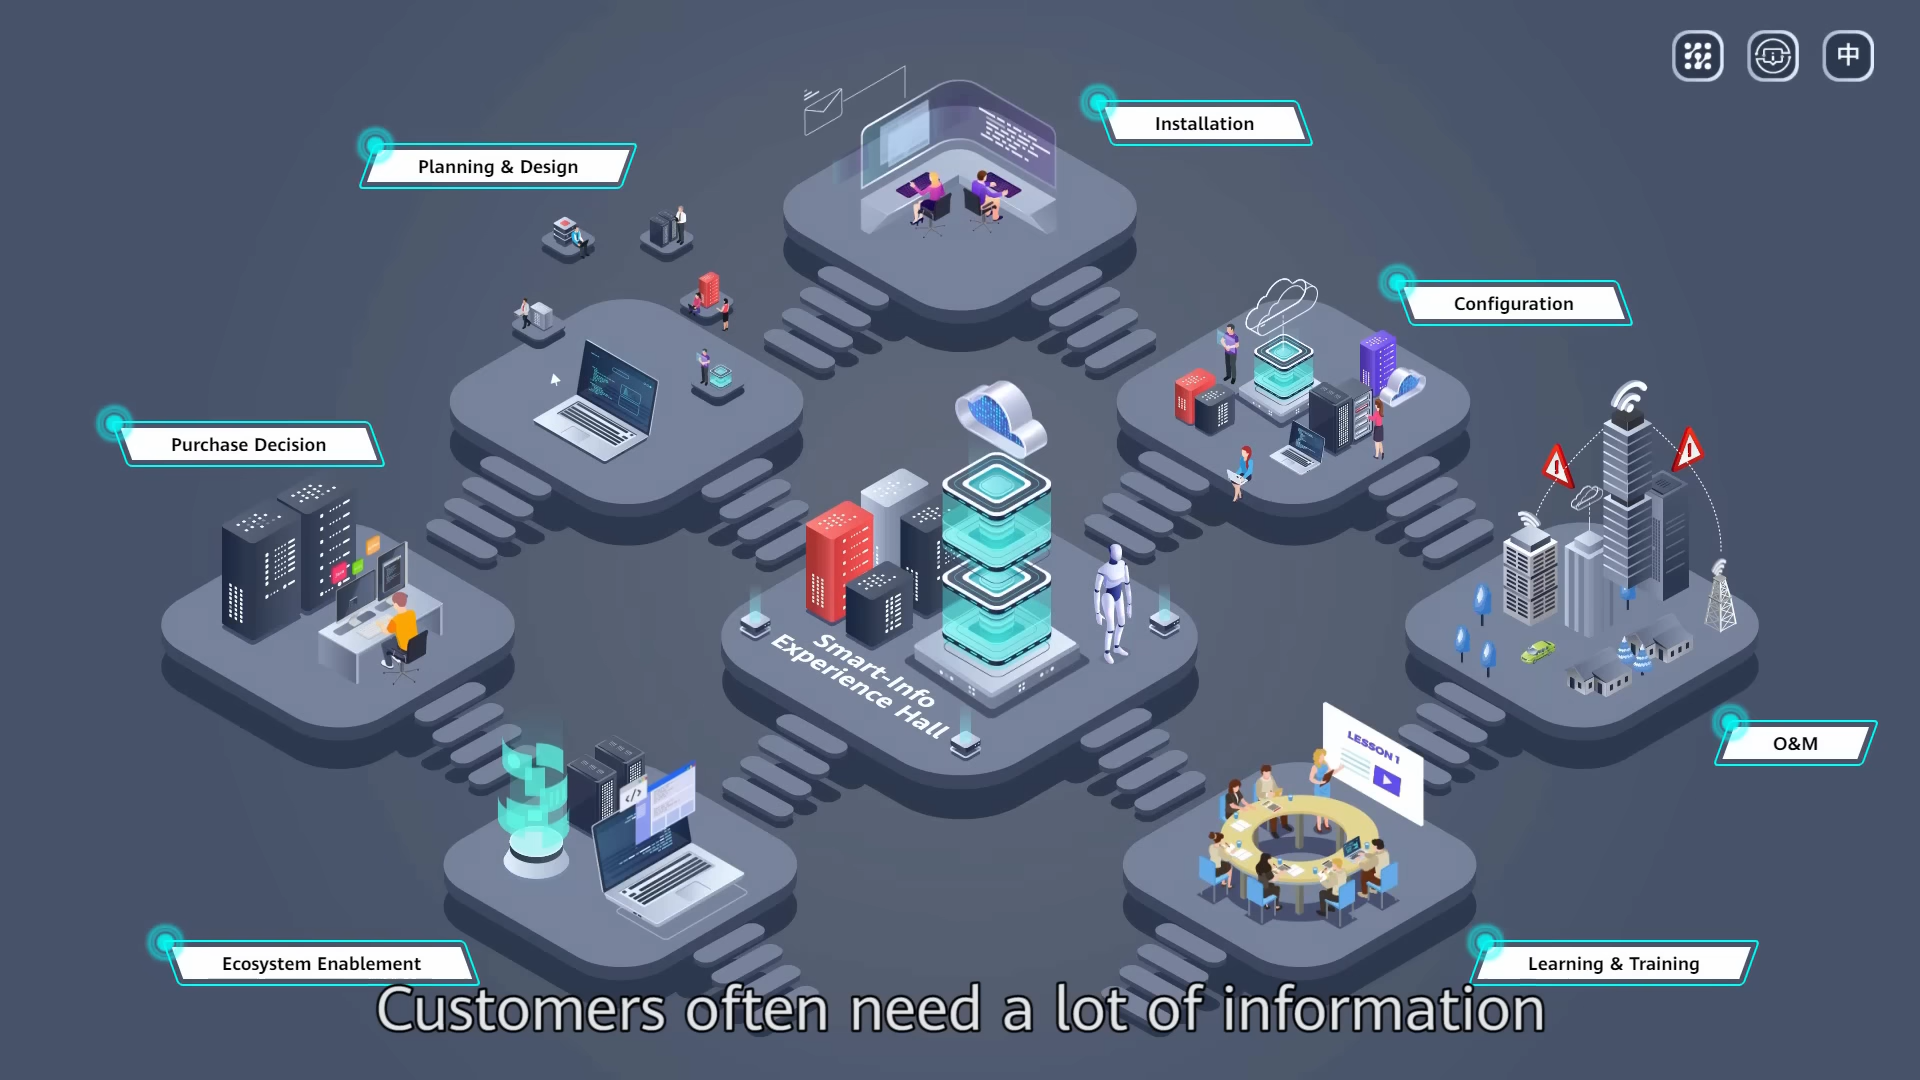 中
Installation
Planning & Design
Configuration
Purchase Decision
Smart-Info
Experience Hall
O&M
LESSON 1
</>
Ecosystem Enablement
Learning & Training
Customers often need a lot of information